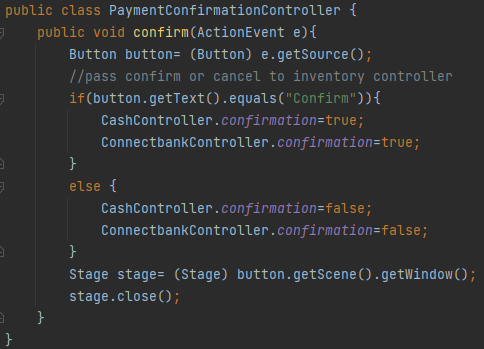 public class PaymentConfirmationController {
    public void confirm(ActionEvent e){
        Button button= (Button) e.getSource();
        //pass confirm or cancel to inventory controller
        if(button.getText().equals("Confirm")){
            CashController.confirmation=true;
            ConnectbankController.confirmation=true;
        }
        else {
            CashController.confirmation=false;
            ConnectbankController.confirmation=false;
        }
        Stage stage= (Stage) button.getScene().getWindow();
        stage.close();
    }
}